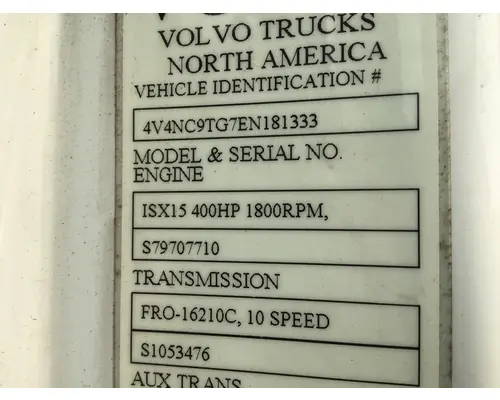 VOLVO TRUCKS
NORTH AMERICA
VEHICLE IDENTIFICATION #
4V4NC9TG7EN181333
MODEL & SERIAL NO.
ENGINE
ISX15 400HP 1800RPM,
S79707710
TRANSMISSION
FRO-16210C, 10 SPEED
S1053476
AUX TRANS